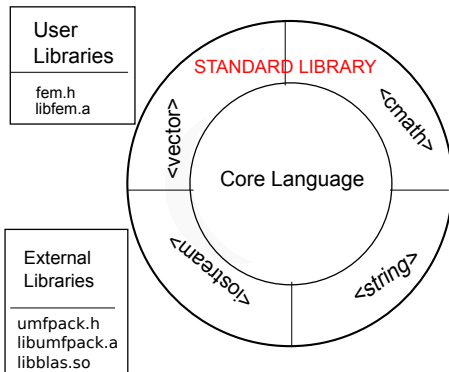 User
Libraries
fem.h
libfem.a
STANDARD LIBRARY
<vector>
<cmath>
Core Language
<iostream>
<string>
External
Libraries
umfpack.h
libumfpack.a
libblas.so